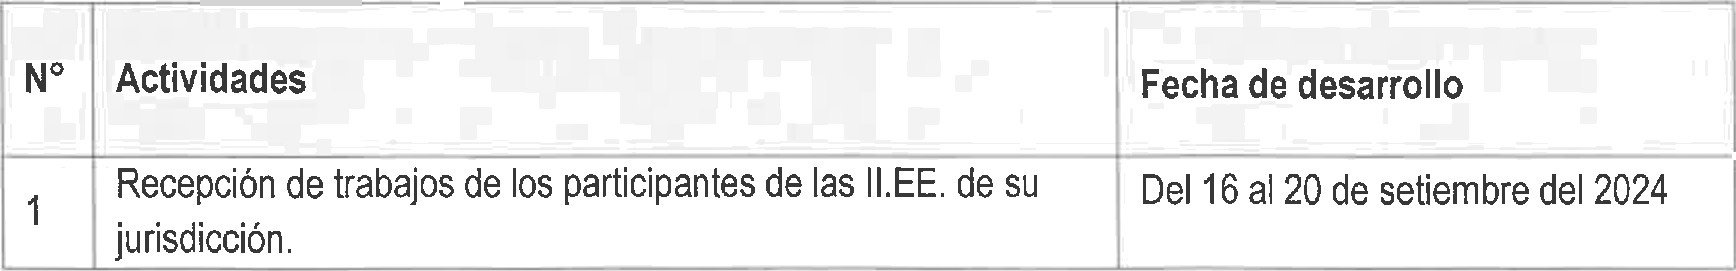 N° Actividades Fecha de desarrollo
1 Recepción de trabajos de los participantes de las II.EE. de su Del 16 al 20 de setiembre del 2024
jurisdicción.